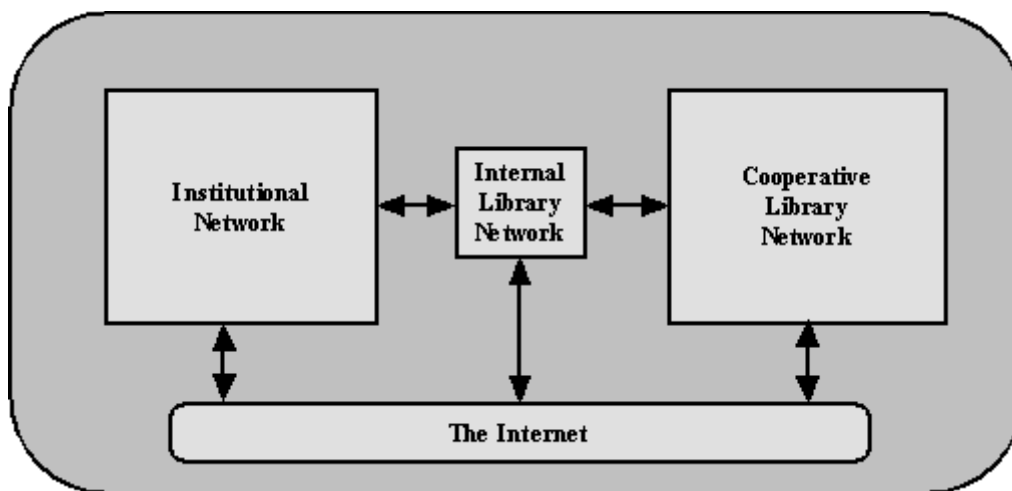 Institutional
Network
Internal
Library
Network
Cooperative
Library
Network
The Internet